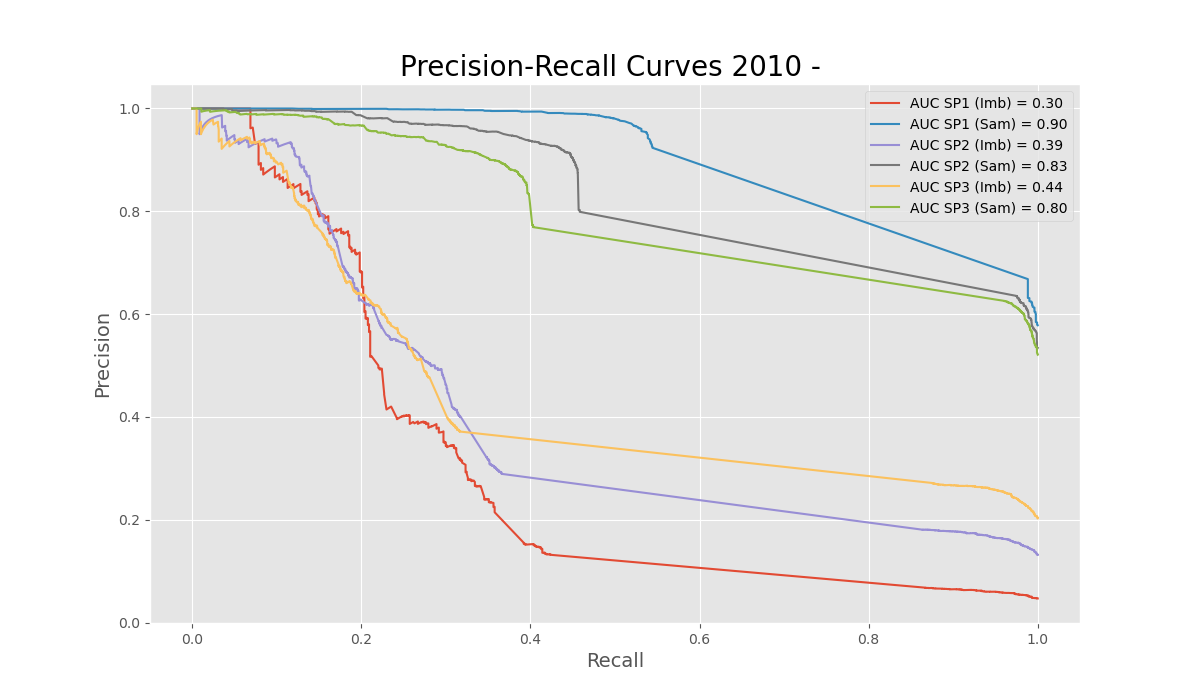 Precision-Recall Curves 2010 -
AUC SP1 (Imb) = 0.30
AUC SP1 (Sam) = 0.90
AUC SP2 (Imb) = 0.39
AUC SP2 (Sam) = 0.83
AUC SP3 (Imb) = 0.44
AUC SP3 (Sam) = 0.80
Precision
1.0
0.8
0.6
0.4
0.2
0.0
0.0 0.2 0.4 0.6 0.8 1.0
Recall